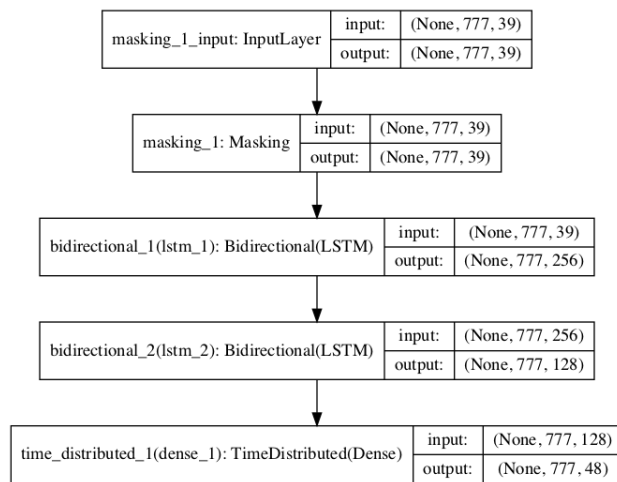 masking_1_input: InputLayer
input: (None, 777, 39)
output: (None, 777, 39)
masking_1: Masking
input: (None, 777, 39)
output: (None, 777, 39)
bidirectional_1(lstm_1): Bidirectional(LSTM)
input: (None, 777, 39)
output: (None, 777, 256)
bidirectional_2(lstm_2): Bidirectional(LSTM)
input: (None, 777, 256)
output: (None, 777, 128)
time_distributed_1(dense_1): TimeDistributed(Dense)
input: (None, 777, 128)
output: (None, 777, 48)